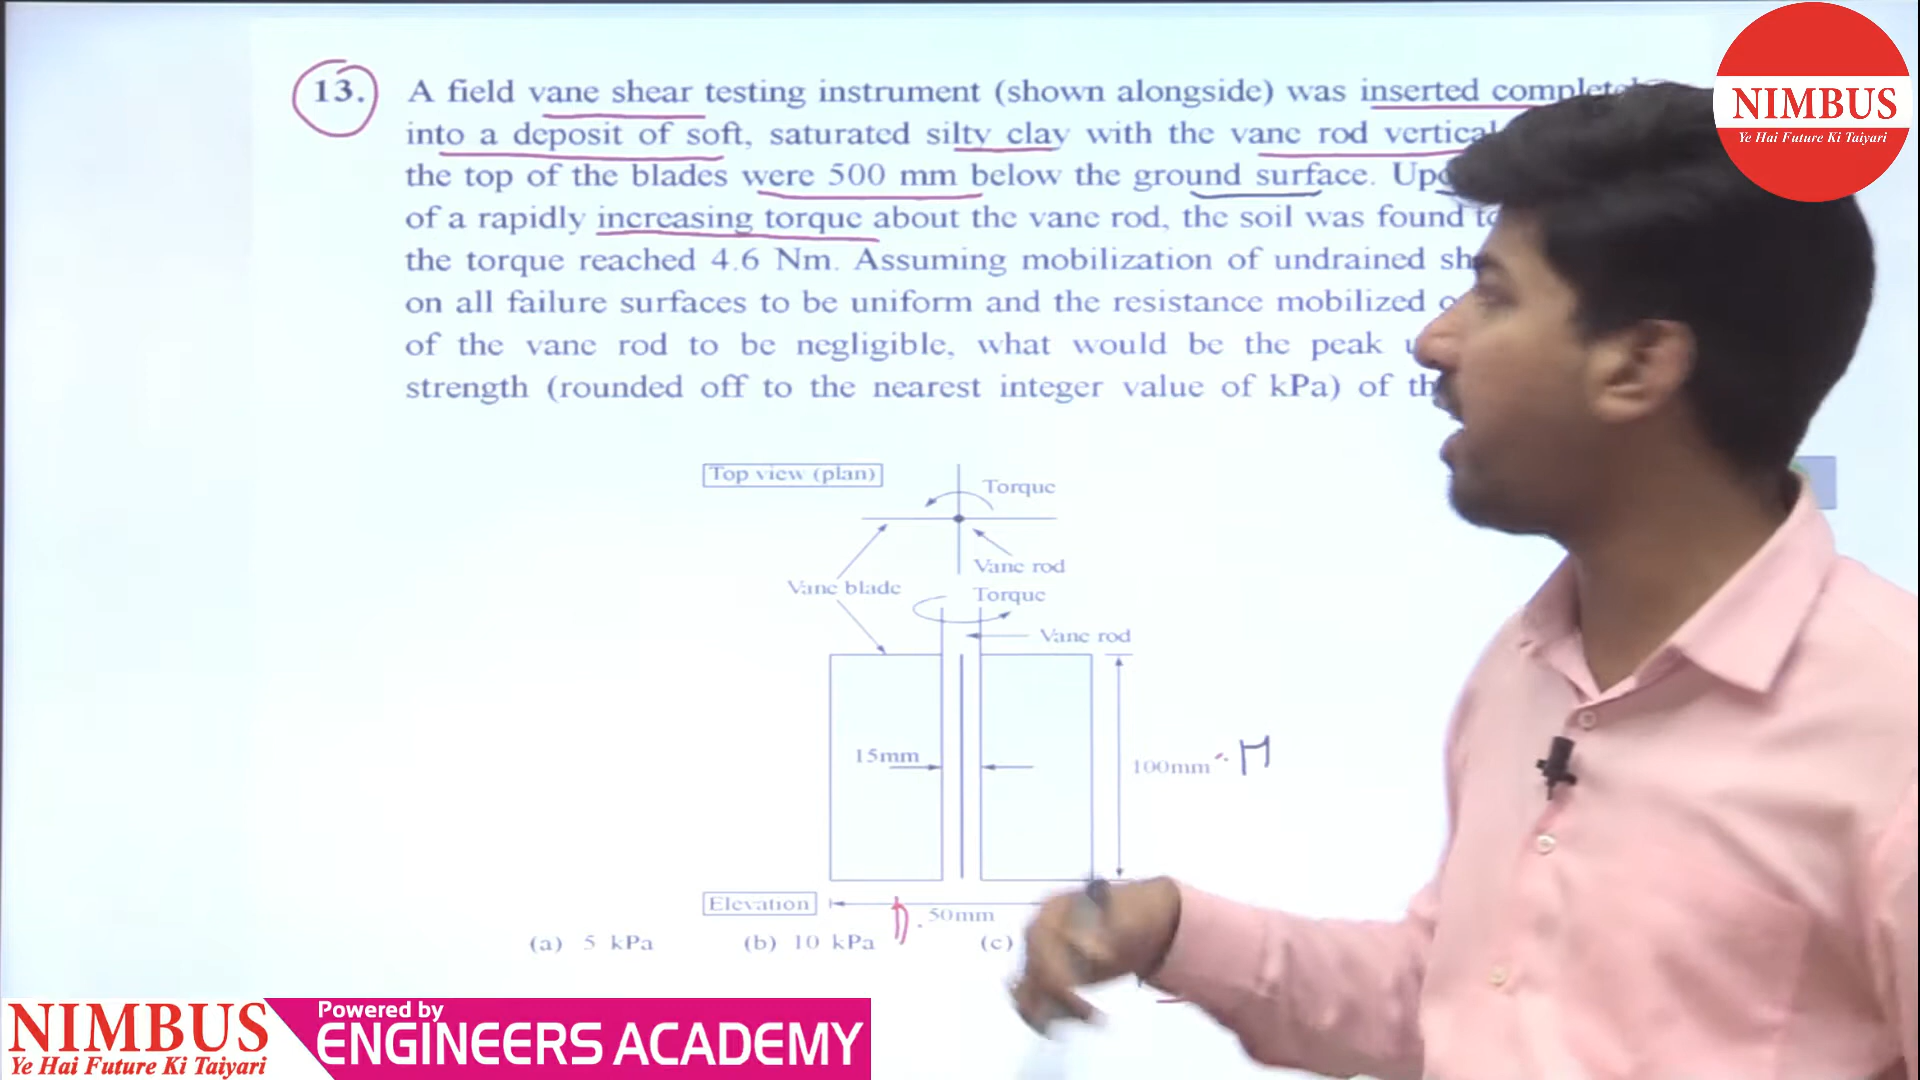 13. A field vane shear testing instrument (shown alongside) was inserted
into a deposit of soft, saturated silty clay with the vane rod
the top of the blades were 500 mm below the ground surface.
of a rapidly increasing torque about the vane rod, the soil was found
the torque reached 4.6 Nm. Assuming mobilization of undrained
on all failure surfaces to be uniform and the resistance mobilized
of the vane rod to be negligible, what would be the peak
strength (rounded off to the nearest integer value of kPa) of
Top view (plan)
Torque
Vane rod
Vane blade
Torque
Vane rod
15mm
100mm
H
Elevation
D
50mm
(a) 5 kPa (b) 10 kPa (c)
NIMBUS
Ye Hai Future Ki Taiyari
NIMBUS
Ye Hai Future Ki Taiyari
Powered by
ENGINEERS ACADEMY